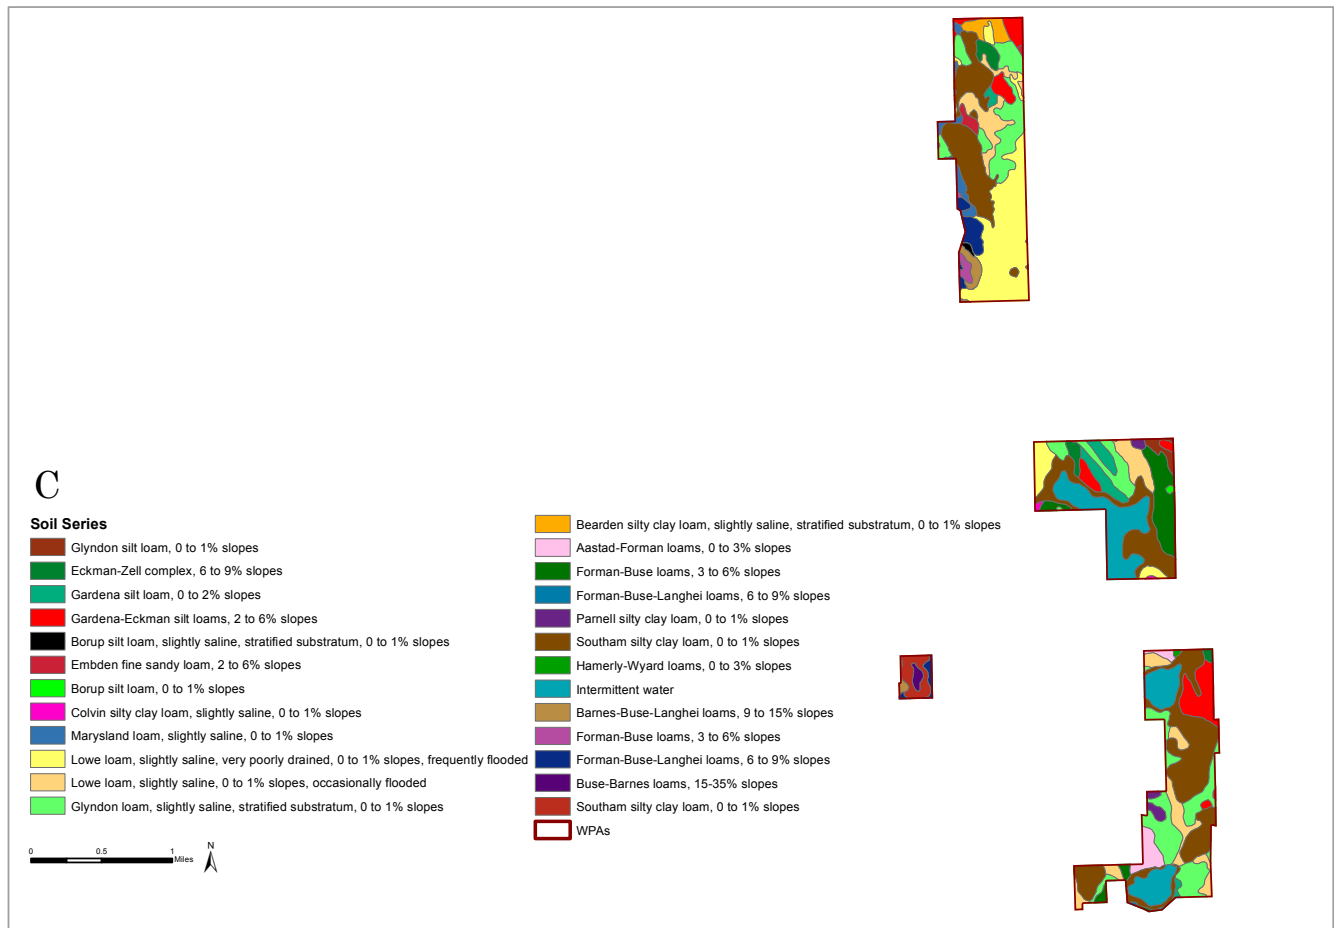 C
Soil Series
Glyndon silt loam, 0 to 1% slopes
Eckman-Zell complex, 6 to 9% slopes
Gardena silt loam, 0 to 2% slopes
Gardena-Eckman silt loams, 2 to 6% slopes
Borup silt loam, slightly saline, stratified substratum, 0 to 1% slopes
Embden fine sandy loam, 2 to 6% slopes
Borup silt loam, 0 to 1% slopes
Colvin silty clay loam, slightly saline, 0 to 1% slopes
Marysland loam, slightly saline, 0 to 1% slopes
Lowe loam, slightly saline, very poorly drained, 0 to 1% slopes, frequently flooded
Lowe loam, slightly saline, 0 to 1% slopes, occasionally flooded
Glyndon loam, slightly saline, stratified substratum, 0 to 1% slopes
Bearden silty clay loam, slightly saline, stratified substratum, 0 to 1% slopes
Aastad-Forman loams, 0 to 3% slopes
Forman-Buse loams, 3 to 6% slopes
Forman-Buse-Langhei loams, 6 to 9% slopes
Parnell silty clay loam, 0 to 1% slopes
Southam silty clay loam, 0 to 1% slopes
Hamerly-Wyard loams, 0 to 3% slopes
Intermittent water
Barnes-Buse-Langhei loams, 9 to 15% slopes
Forman-Buse loams, 3 to 6% slopes
Forman-Buse-Langhei loams, 6 to 9% slopes
Buse-Barnes loams, 15-35% slopes
Southam silty clay loam, 0 to 1% slopes
WPAs
0 0.5 1
Miles
N